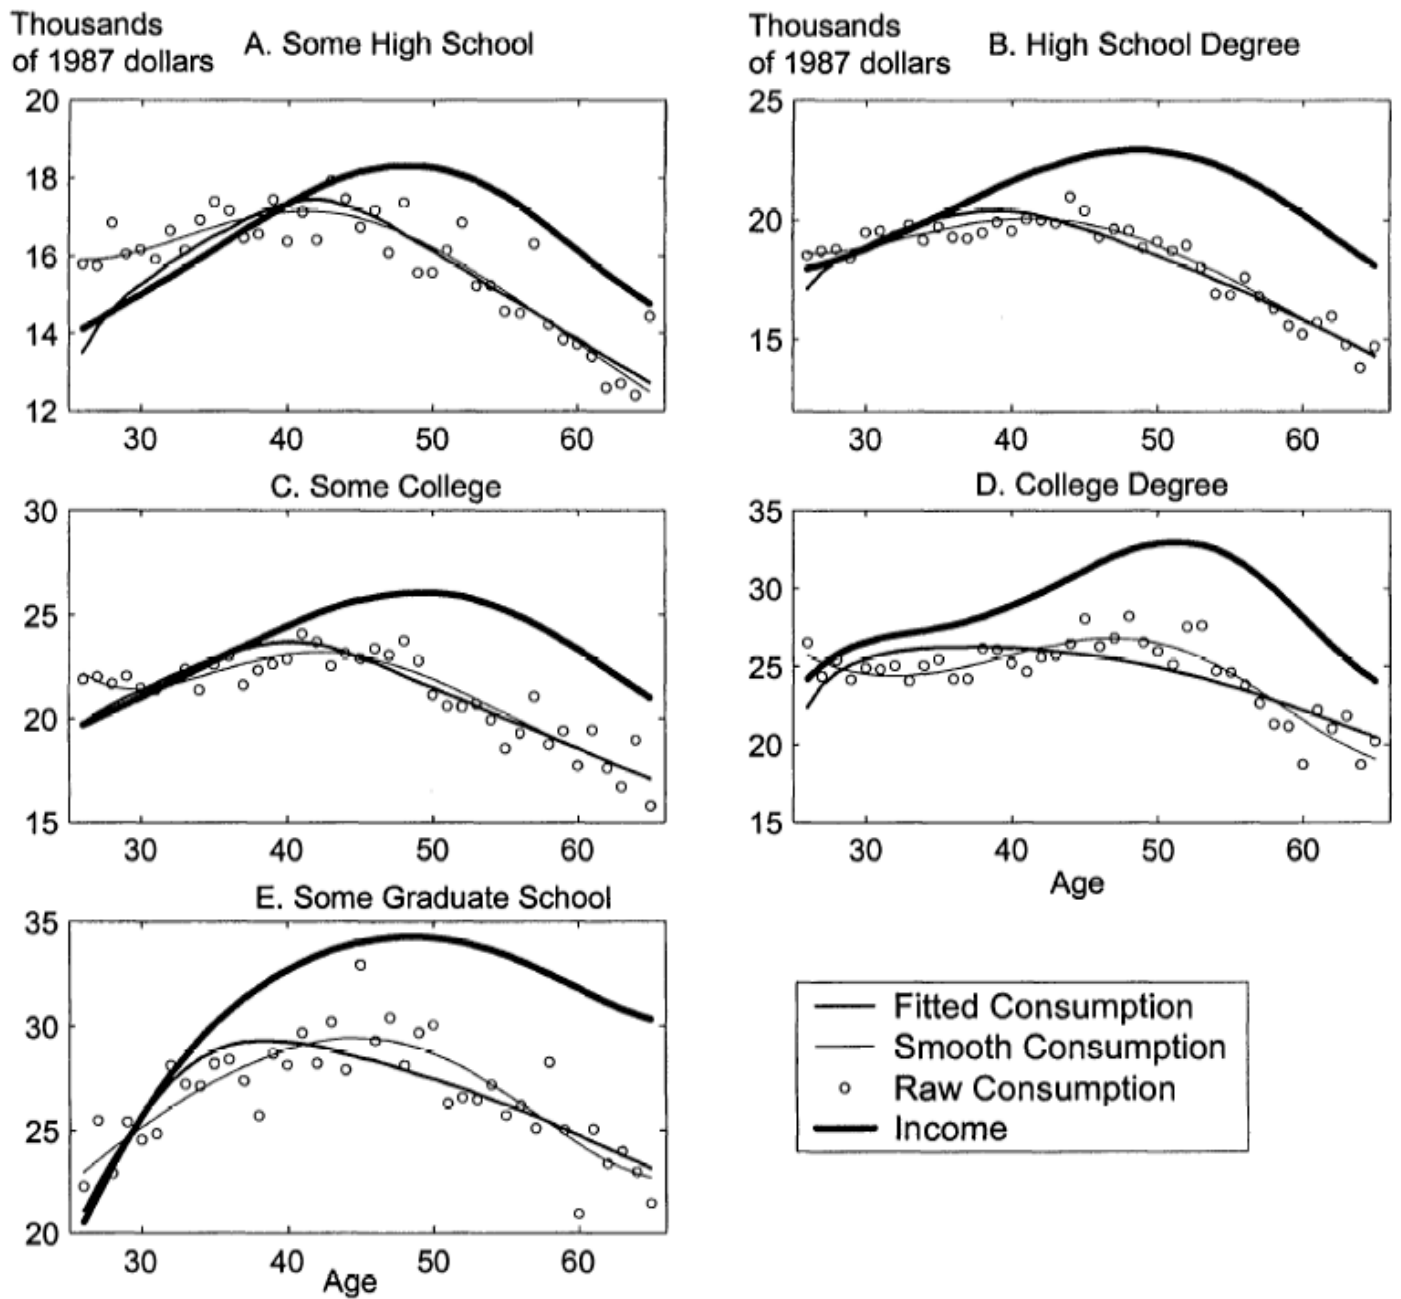 Thousands
of 1987 dollars
A. Some High School
20
18
16
14
12
30 40 50 60
Thousands
of 1987 dollars
B. High School Degree
25
20
15
30 40 50 60
C. Some College
30
25
20
15
30 40 50 60
D. College Degree
35
30
25
20
15
30 40 50 60
Age
E. Some Graduate School
35
30
25
20
30 40 50 60
Age
Fitted Consumption
Smooth Consumption
Raw Consumption
Income